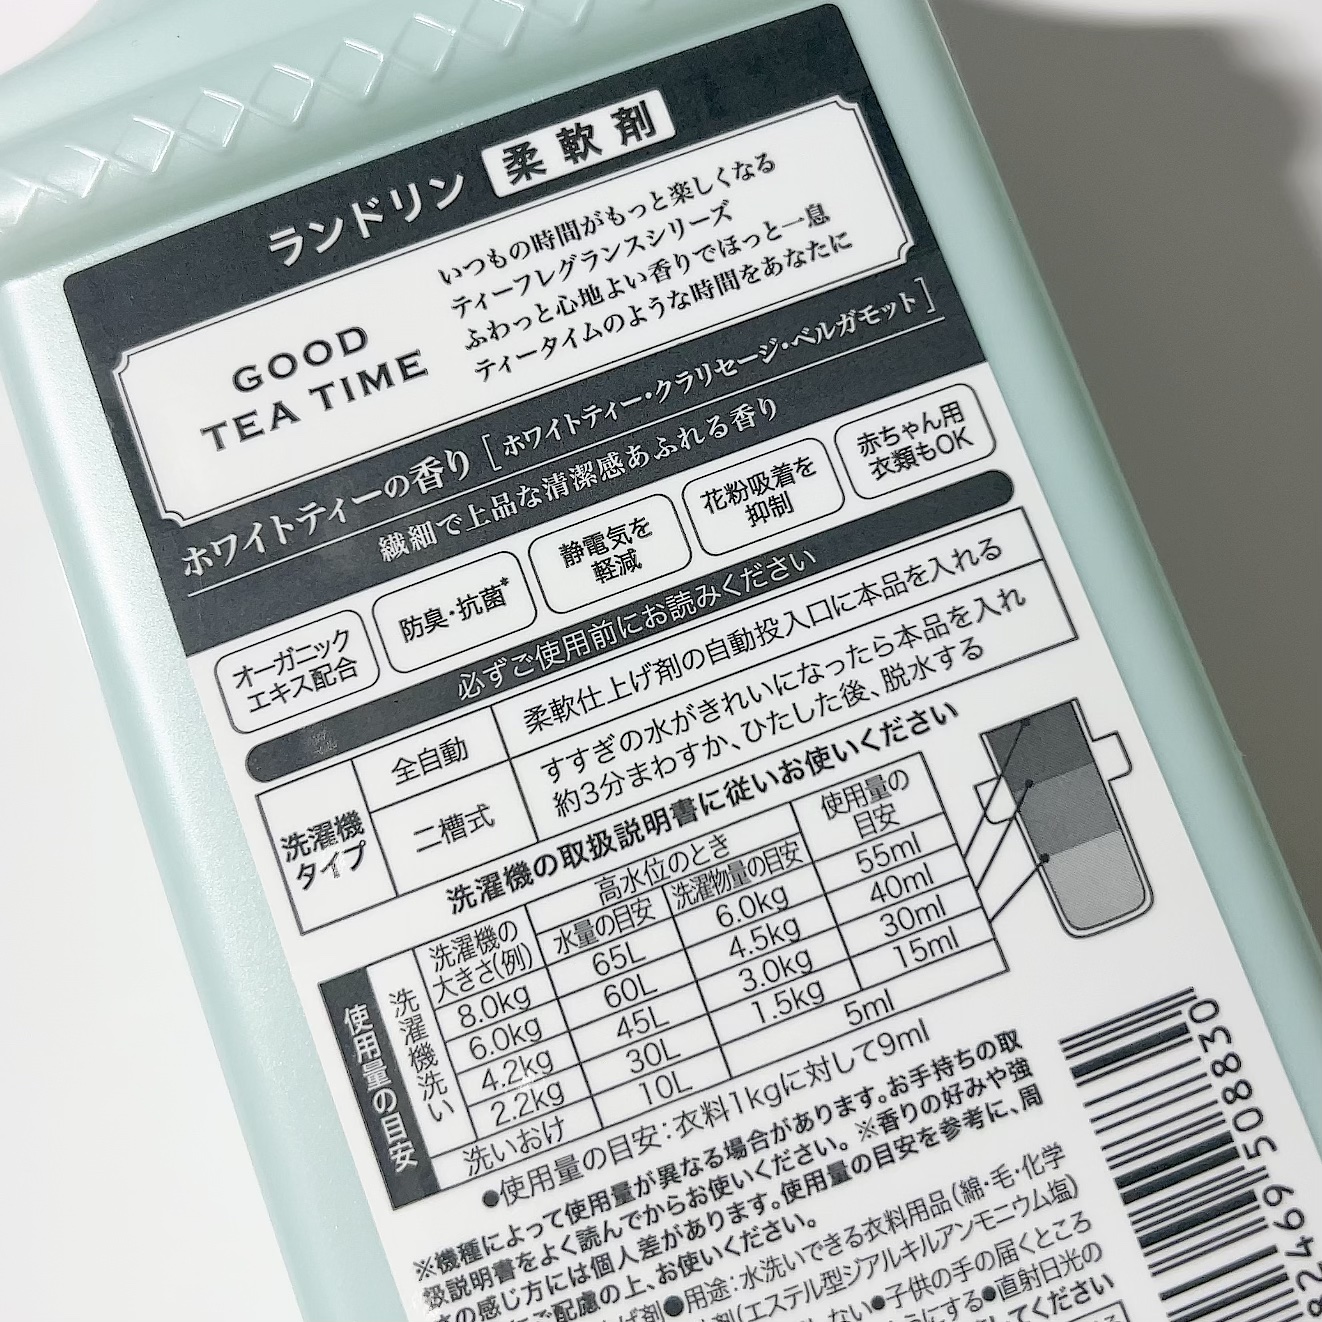 ランドリン 柔軟剤
GOOD
TEA TIME
いつもの時間がもっと楽しくなる
ティーフレグランスシリーズ
ふわっと心地よい香りでほっと一息
ティータイムのような時間をあなたに
ホワイトティーの香り［ホワイトティー・クラリセージ・ベルガモット］
繊細で上品な清潔感あふれる香り
オーガニック
エキス配合
防臭・抗菌*
静電気を
軽減
花粉吸着を
抑制
赤ちゃん用
衣類もOK
必ずご使用前にお読みください
洗濯機
タイプ
全自動
柔軟仕上げ剤の自動投入口に本品を入れる
二槽式
すすぎの水がきれいになったら本品を入れ
約3分まわすか、ひたした後、脱水する
洗濯機の取扱説明書に従いお使いください
使用量の目安
洗濯機洗い
洗濯機の
大きさ(例)
高水位のとき
水量の目安 洗濯物量の目安
使用量の
目安
8.0kg 65L 6.0kg 55ml
6.0kg 60L 4.5kg 40ml
4.2kg 45L 3.0kg 30ml
2.2kg 30L 1.5kg 15ml
洗いおけ 10L 5ml
●使用量の目安：衣料1kgに対して9ml
※機種によって使用量が異なる場合があります。お手持ちの取
扱説明書をよく読んでからお使いください。※香りの好みや強
さの感じ方には個人差があります。使用量の目安を参考に、周
にご配慮の上、お使いください。
げ剤●用途：水洗いできる衣料用品(綿・毛・化学
剤(エステル型ジアルキルアンモニウム塩)
ない●子供の手の届くところ
ようにする●直射日光の
してください